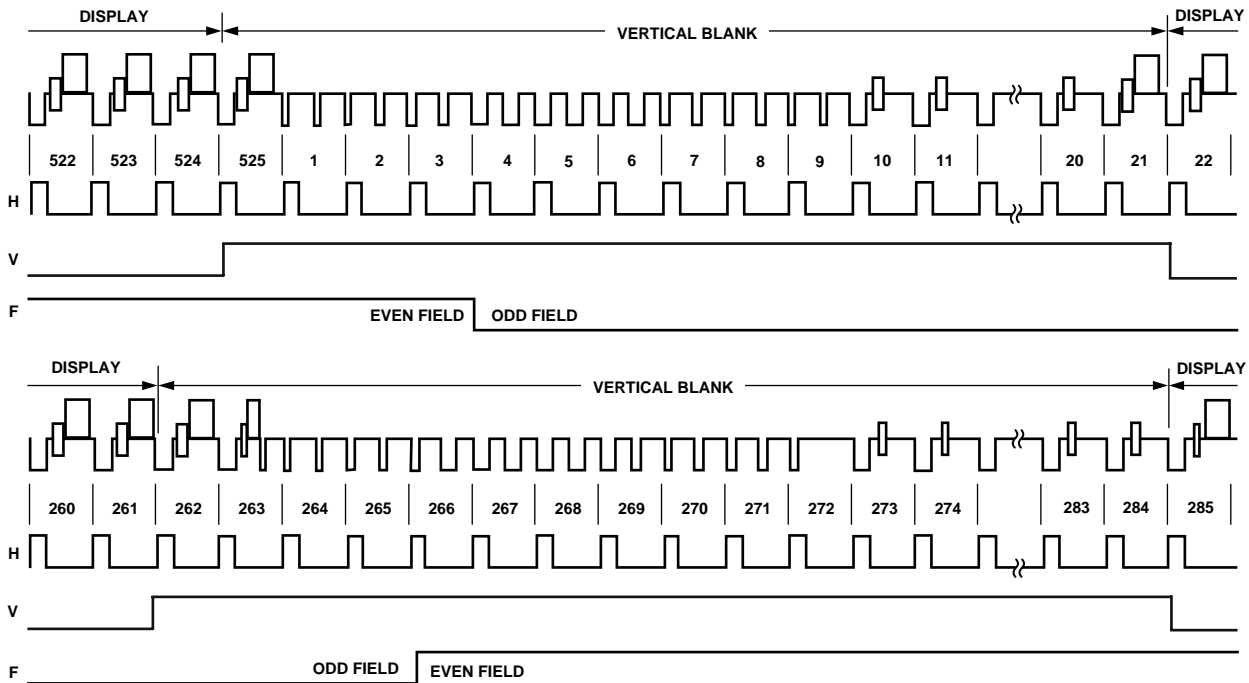 DISPLAY VERTICAL BLANK DISPLAY
522 523 524 525 1 2 3 4 5 6 7 8 9 10 11 20 21 22
H
V
F
EVEN FIELD ODD FIELD
DISPLAY VERTICAL BLANK DISPLAY
260 261 262 263 264 265 266 267 268 269 270 271 272 273 274 283 284 285
H
V
F
ODD FIELD EVEN FIELD